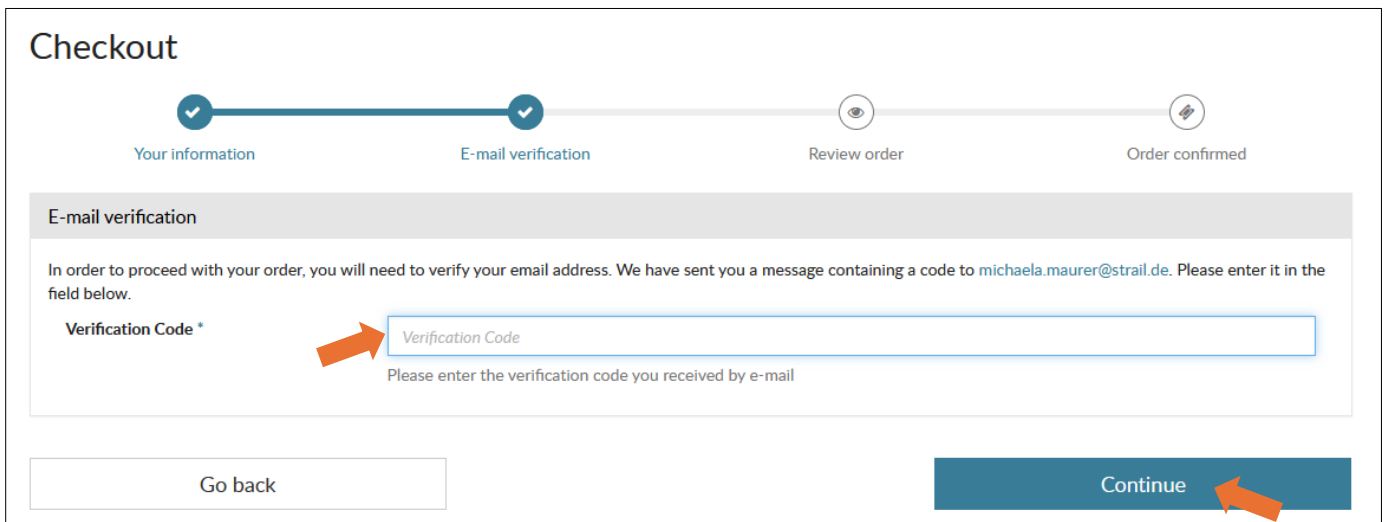 Checkout
Your information
E-mail verification
Review order
Order confirmed
E-mail verification
In order to proceed with your order, you will need to verify your email address. We have sent you a message containing a code to michaela.maurer@strail.de. Please enter it in the
field below.
Verification Code *
Verification Code
Please enter the verification code you received by e-mail
Go back
Continue